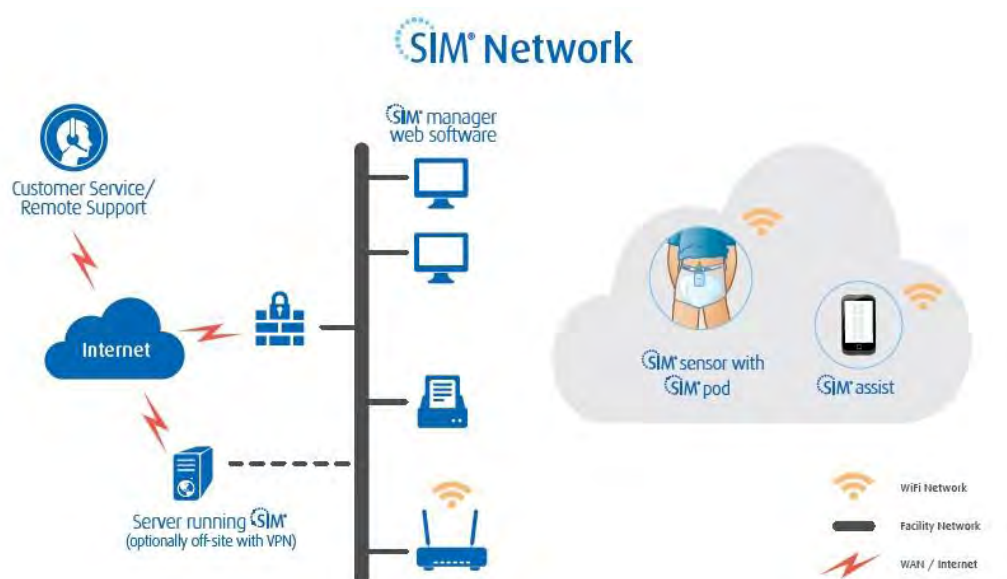 SIM® Network
SIM® manager
web software
Customer Service/
Remote Support
Internet
SIM® sensor with
SIM® pod
SIM® assist
Server running SIM®
(optionally off-site with VPN)
WiFi Network
Facility Network
WAN / Internet